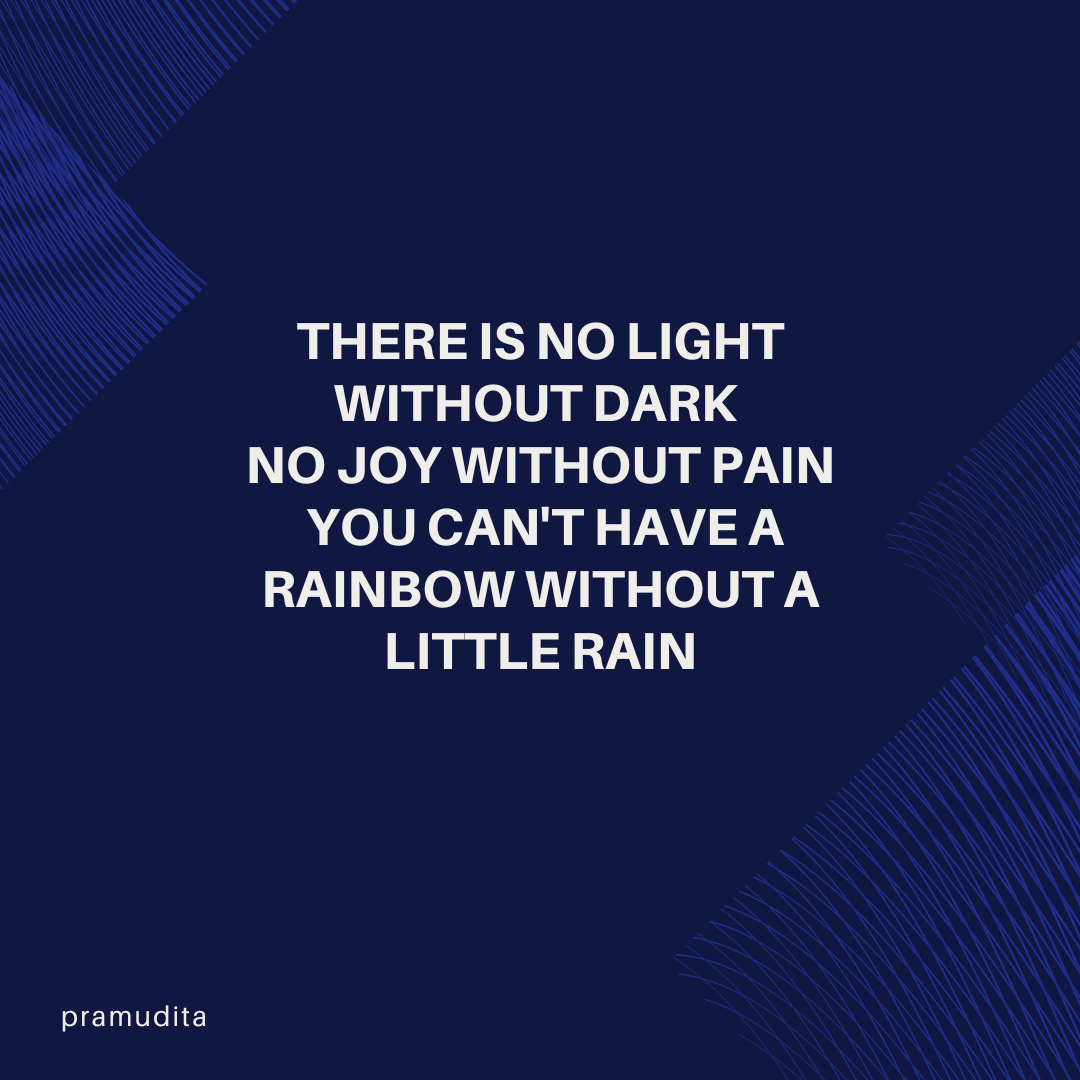 THERE IS NO LIGHT
WITHOUT DARK
NO JOY WITHOUT PAIN
YOU CAN'T HAVE A
RAINBOW WITHOUT A
LITTLE RAIN
pramudita